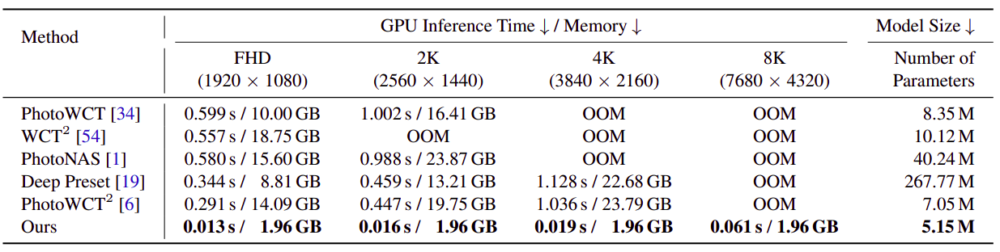 Method GPU Inference Time ↓ / Memory ↓ Model Size ↓
FHD 2K 4K 8K Number of
(1920 × 1080) (2560 × 1440) (3840 × 2160) (7680 × 4320) Parameters
PhotoWCT [34] 0.599 s / 10.00 GB 1.002 s / 16.41 GB OOM OOM 8.35 M
WCT² [54] 0.557 s / 18.75 GB OOM OOM OOM 10.12 M
PhotoNAS [1] 0.580 s / 15.60 GB 0.988 s / 23.87 GB OOM OOM 40.24 M
Deep Preset [19] 0.344 s / 8.81 GB 0.459 s / 13.21 GB 1.128 s / 22.68 GB OOM 267.77 M
PhotoWCT² [6] 0.291 s / 14.09 GB 0.447 s / 19.75 GB 1.036 s / 23.79 GB OOM 7.05 M
Ours 0.013 s / 1.96 GB 0.016 s / 1.96 GB 0.019 s / 1.96 GB 0.061 s / 1.96 GB 5.15 M